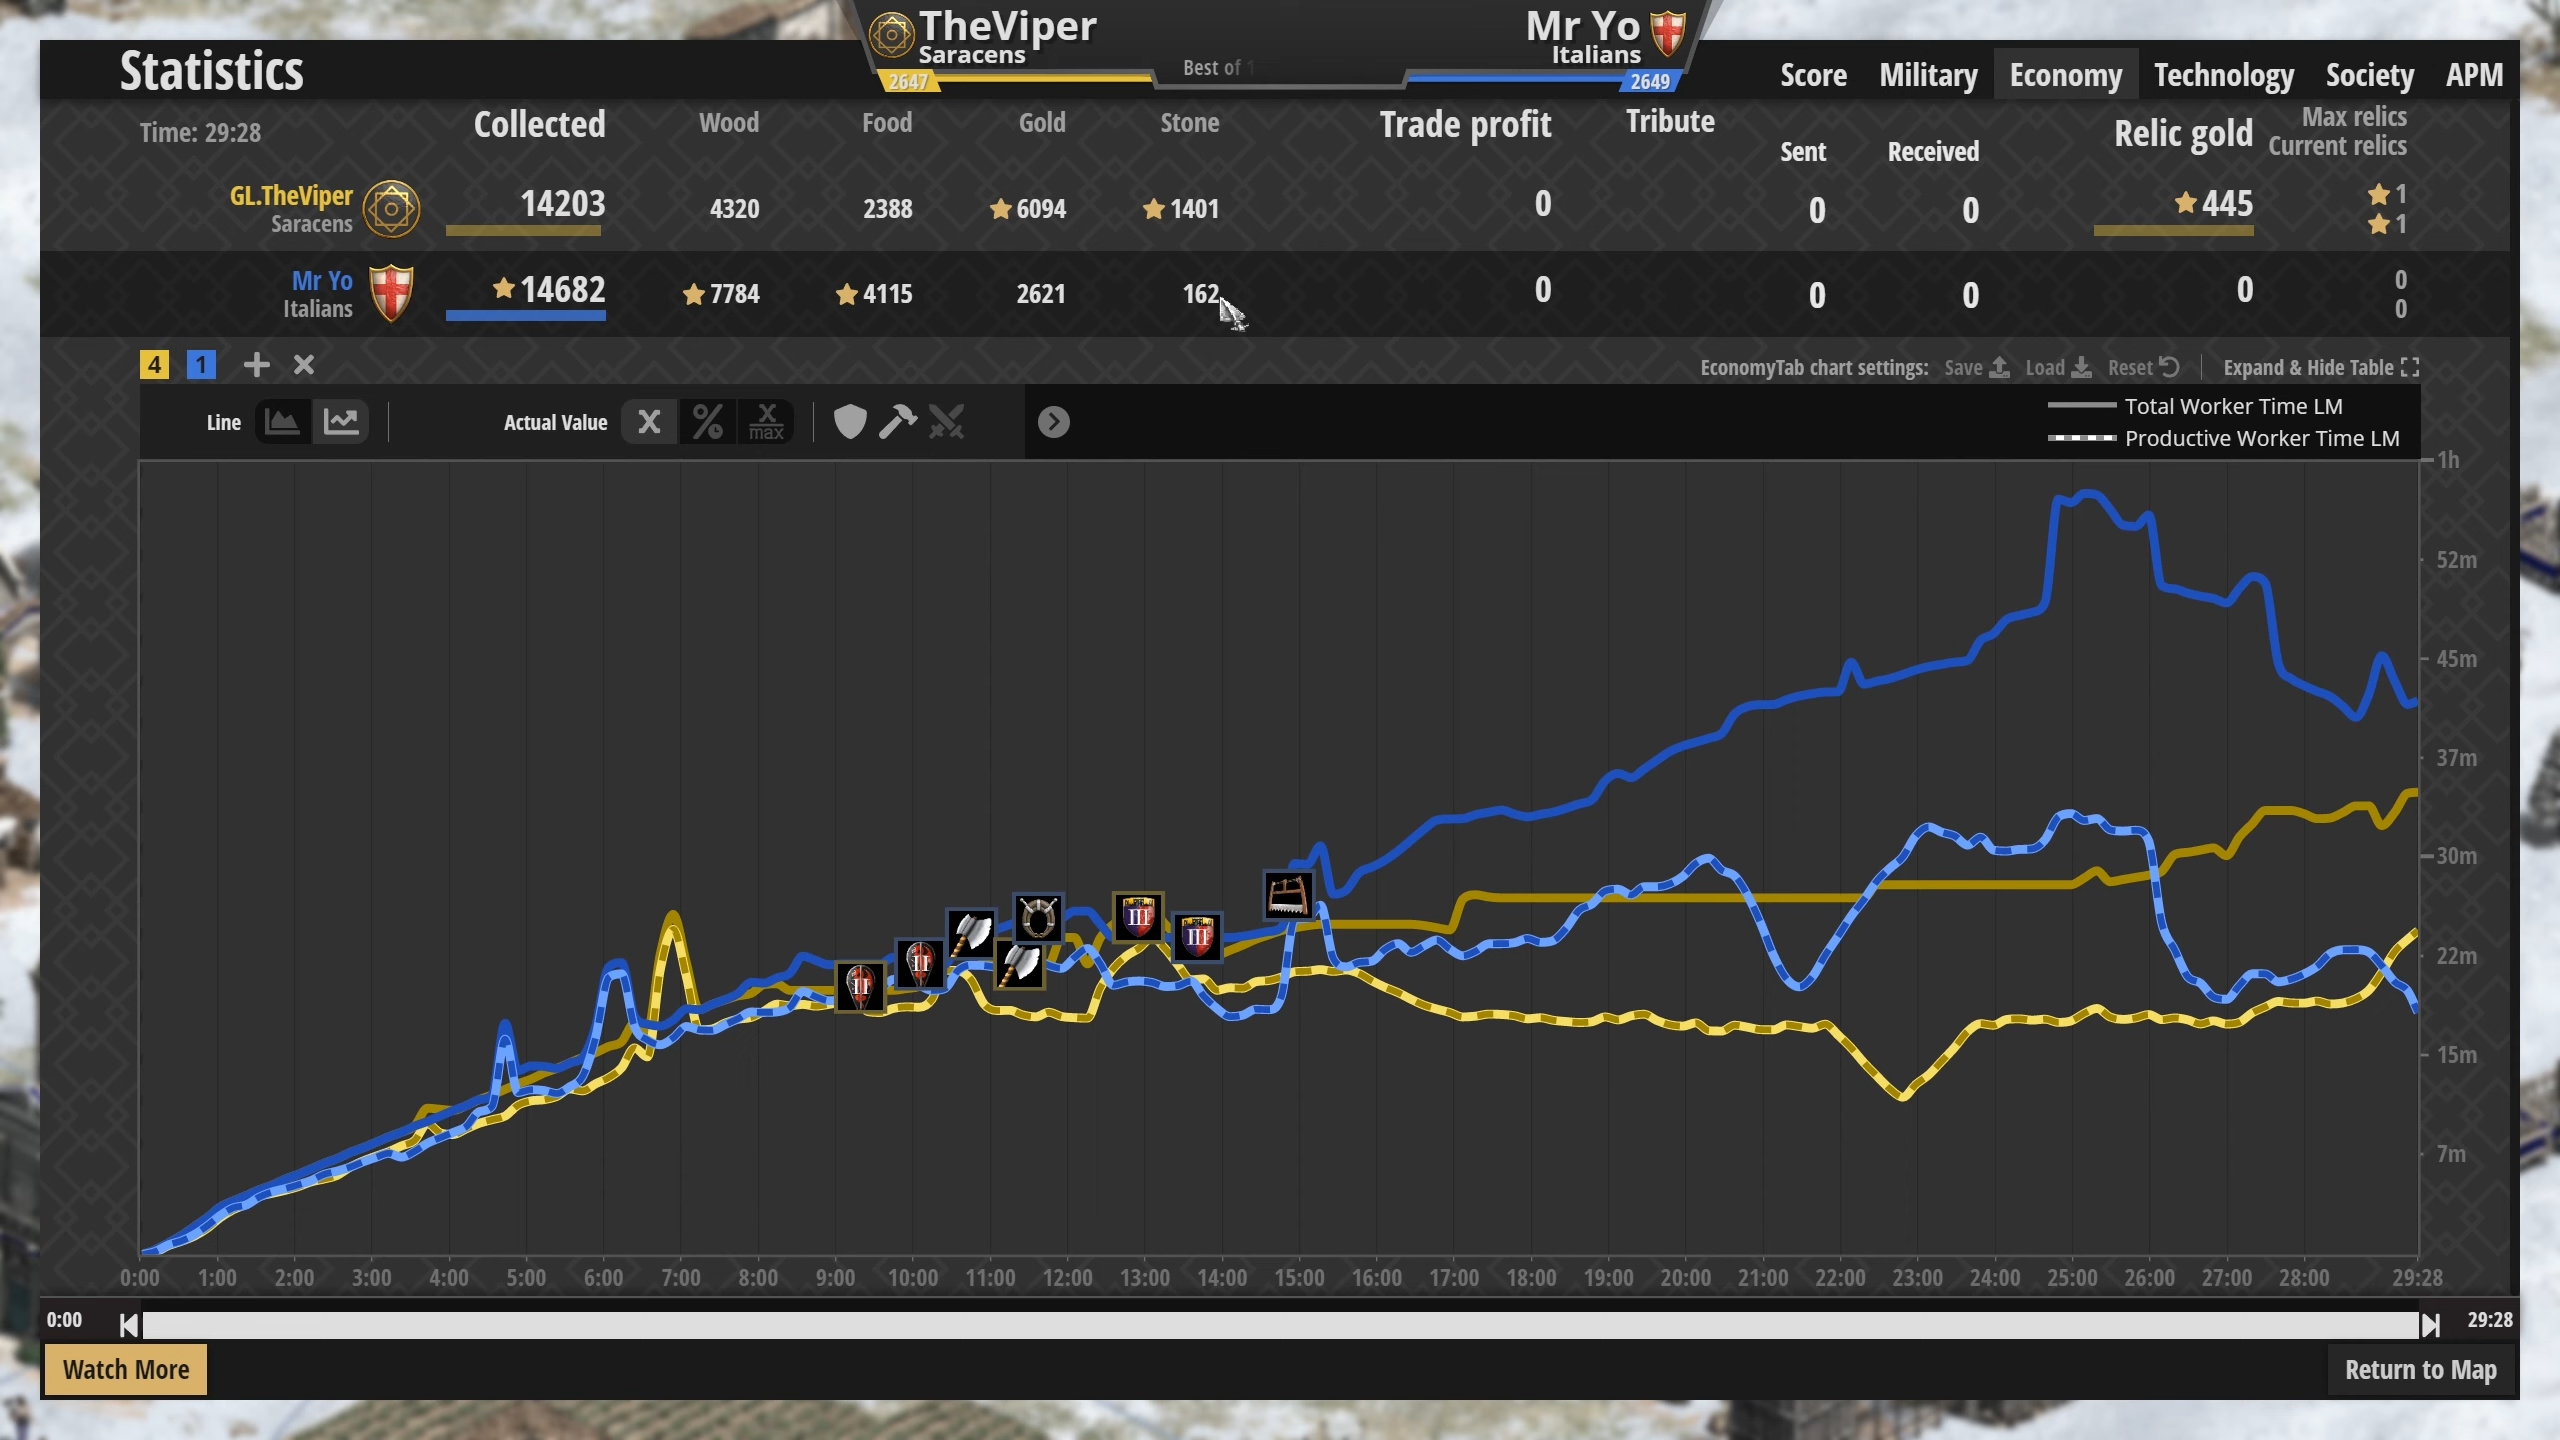 TheViper
Saracens
2647
Best of 1
Mr Yo
Italians
2649
Statistics
Score Military Economy Technology Society APM
Time: 29:28 Collected Wood Food Gold Stone Trade profit Tribute Sent Received Relic gold Max relics
Current relics
GL.TheViper
Saracens
14203 4320 2388 6094 1401 0 0 0 445 1
1
Mr Yo
Italians
14682 7784 4115 2621 162 0 0 0 0 0
0
4 1
EconomyTab chart settings: Save Load Reset Expand & Hide Table
Line Actual Value X % X
max
Total Worker Time LM
Productive Worker Time LM
1h
52m
45m
37m
30m
22m
15m
7m
II II III III
0:00 1:00 2:00 3:00 4:00 5:00 6:00 7:00 8:00 9:00 10:00 11:00 12:00 13:00 14:00 15:00 16:00 17:00 18:00 19:00 20:00 21:00 22:00 23:00 24:00 25:00 26:00 27:00 28:00 29:28
0:00 29:28
Watch More Return to Map